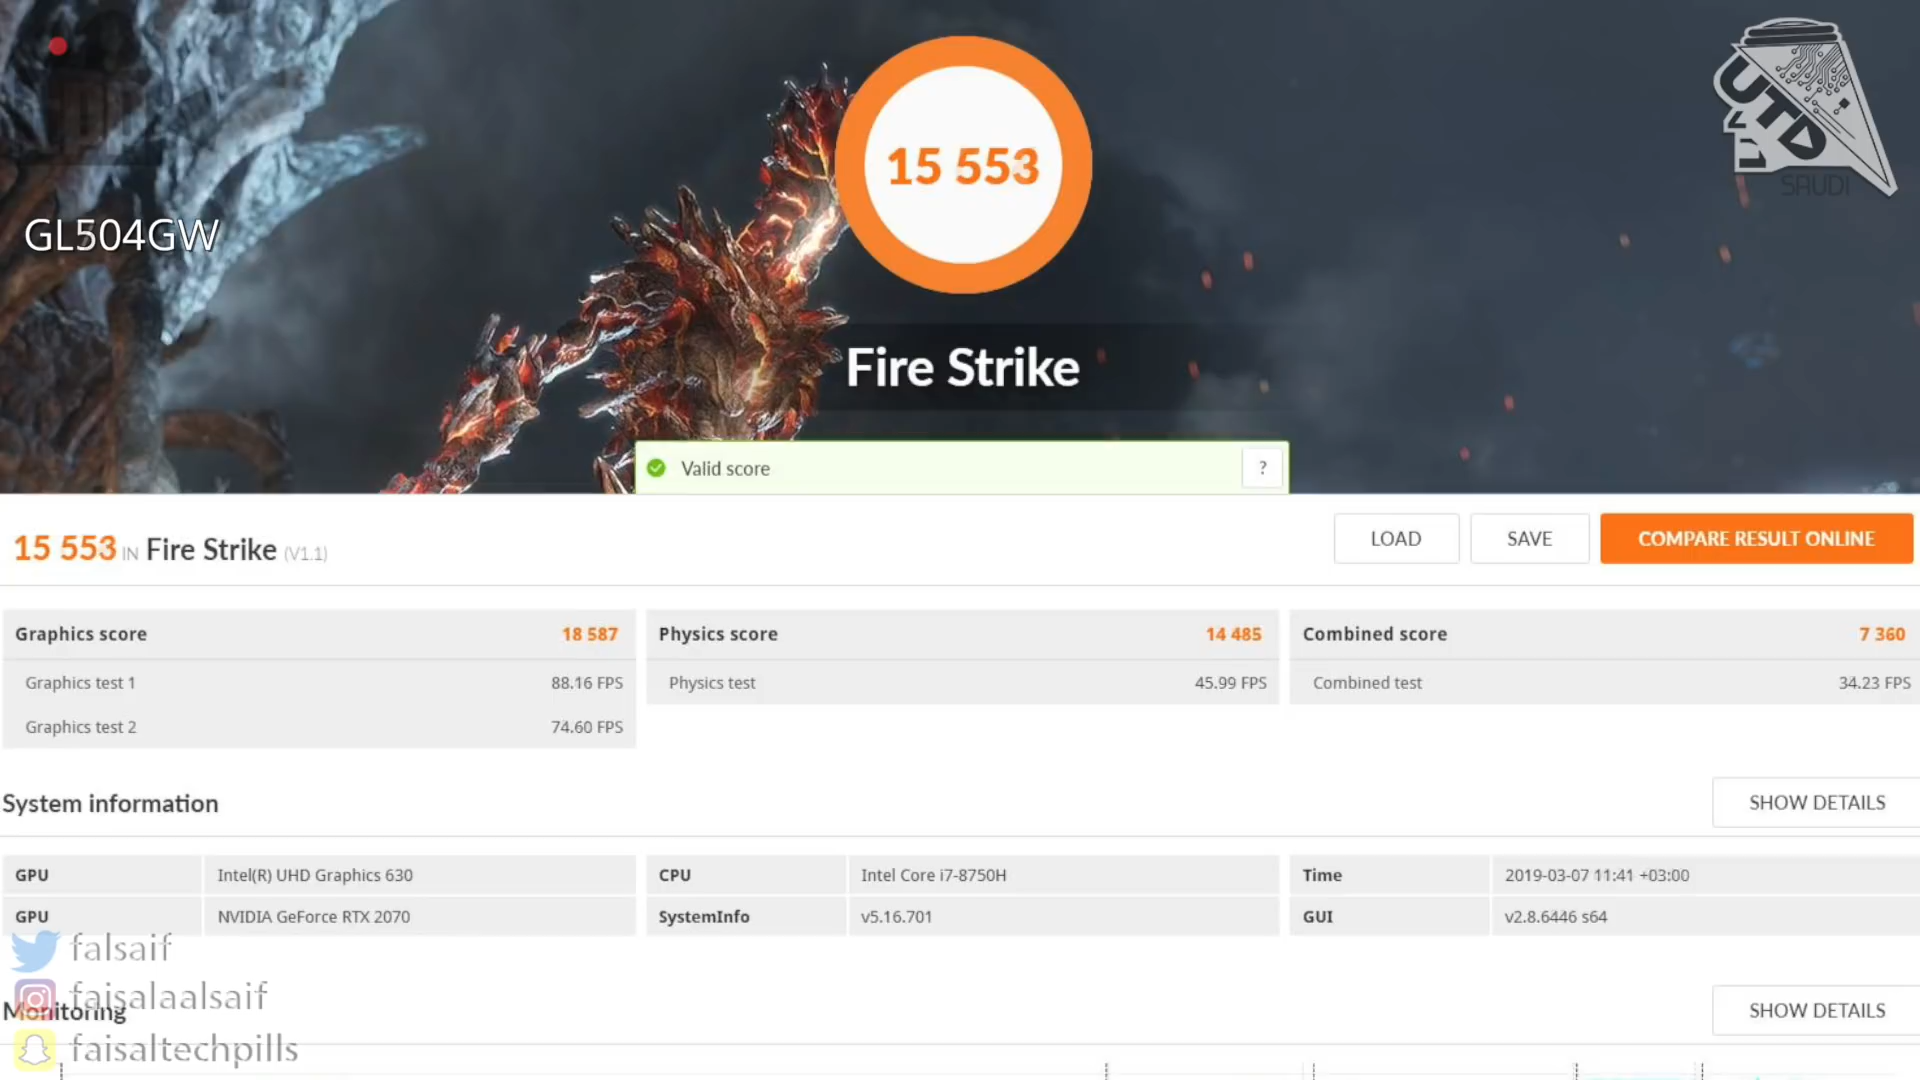 15 553
UNTD
SAUDI
GL504GW
Fire Strike
Valid score
?
15 553 IN Fire Strike (V1.1)
LOAD
SAVE
COMPARE RESULT ONLINE
Graphics score 18 587
Graphics test 1 88.16 FPS
Graphics test 2 74.60 FPS
Physics score 14 485
Physics test 45.99 FPS
Combined score 7 360
Combined test 34.23 FPS
System information
SHOW DETAILS
GPU Intel(R) UHD Graphics 630
GPU NVIDIA GeForce RTX 2070
CPU Intel Core i7-8750H
SystemInfo v5.16.701
Time 2019-03-07 11:41 +03:00
GUI v2.8.6446 s64
falsaif
faisalaalsaif
Monitoring
SHOW DETAILS
faisaltechpills